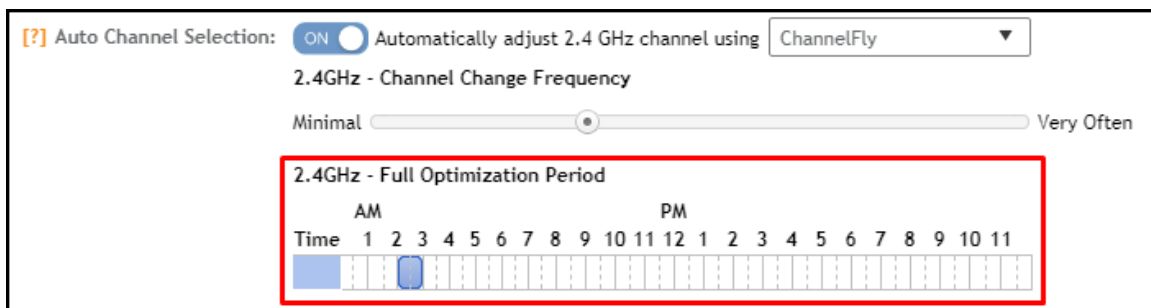 [?] Auto Channel Selection: ON Automatically adjust 2.4 GHz channel using ChannelFly
2.4GHz - Channel Change Frequency
Minimal Very Often
2.4GHz - Full Optimization Period
AM PM
Time 1 2 3 4 5 6 7 8 9 10 11 12 1 2 3 4 5 6 7 8 9 10 11